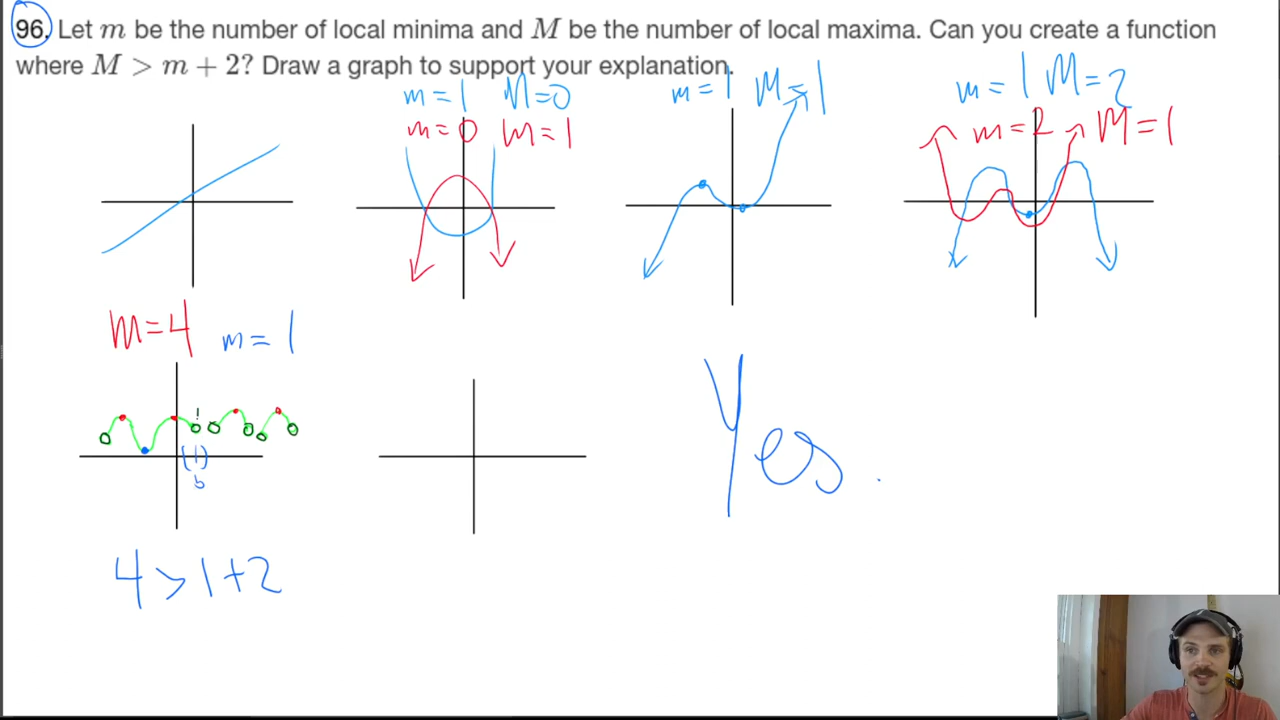 96. Let m be the number of local minima and M be the number of local maxima. Can you create a function
where M > m + 2? Draw a graph to support your explanation.
m = 1 M = 0
m = 0 M = 1
m = 1 M = 1
m = 1 M = 2
m = 2 M = 1
M = 4 m = 1
( )
b
Yes.
4 > 1 + 2